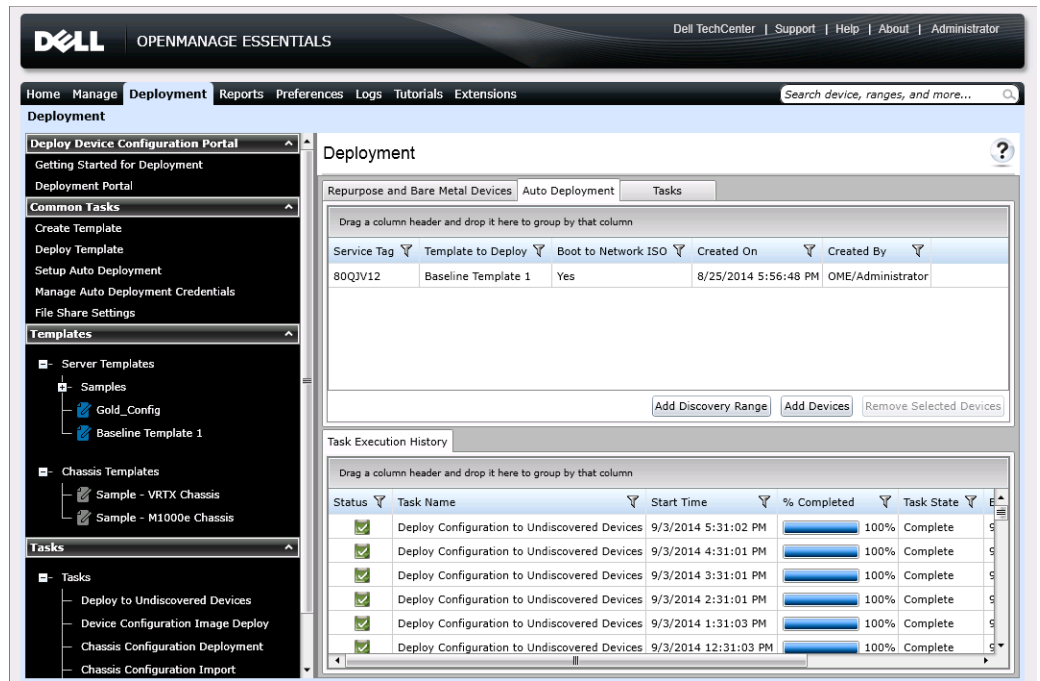 DELL OPENMANAGE ESSENTIALS
Dell TechCenter | Support | Help | About | Administrator
Home Manage Deployment Reports Preferences Logs Tutorials Extensions
Search device, ranges, and more...
Deployment
Deploy Device Configuration Portal
Getting Started for Deployment
Deployment Portal
Common Tasks
Create Template
Deploy Template
Setup Auto Deployment
Manage Auto Deployment Credentials
File Share Settings
Templates
Server Templates
Samples
Gold_Config
Baseline Template 1
Chassis Templates
Sample - VRTX Chassis
Sample - M1000e Chassis
Tasks
Tasks
Deploy to Undiscovered Devices
Device Configuration Image Deploy
Chassis Configuration Deployment
Chassis Configuration Import
Deployment
?
Repurpose and Bare Metal Devices Auto Deployment Tasks
Drag a column header and drop it here to group by that column
Service Tag Template to Deploy Boot to Network ISO Created On Created By
80QJV12 Baseline Template 1 Yes 8/25/2014 5:56:48 PM OME/Administrator
Add Discovery Range Add Devices Remove Selected Devices
Task Execution History
Drag a column header and drop it here to group by that column
Status Task Name Start Time % Completed Task State E
Deploy Configuration to Undiscovered Devices 9/3/2014 5:31:02 PM 100% Complete 9
Deploy Configuration to Undiscovered Devices 9/3/2014 4:31:01 PM 100% Complete 9
Deploy Configuration to Undiscovered Devices 9/3/2014 3:31:01 PM 100% Complete 9
Deploy Configuration to Undiscovered Devices 9/3/2014 2:31:01 PM 100% Complete 9
Deploy Configuration to Undiscovered Devices 9/3/2014 1:31:03 PM 100% Complete 9
Deploy Configuration to Undiscovered Devices 9/3/2014 12:31:03 PM 100% Complete 9